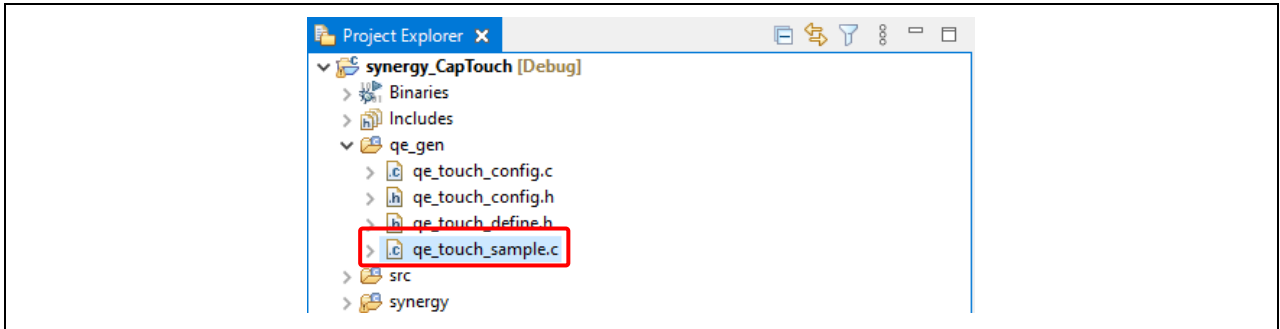 Project Explorer
synergy_CapTouch [Debug]
Binaries
Includes
qe_gen
qe_touch_config.c
qe_touch_config.h
qe_touch_define.h
qe_touch_sample.c
src
synergy